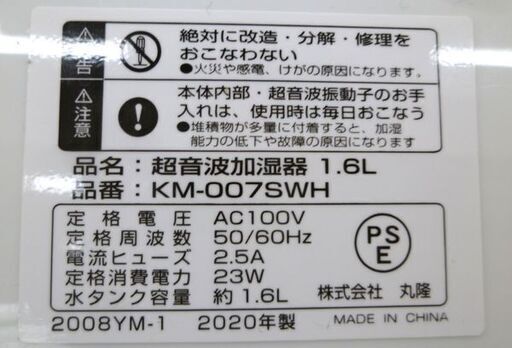 警告
絶対に改造・分解・修理を
おこなわない
●火災や感電、けがの原因になります。
注意
本体内部・超音波振動子のお手
入れは、使用時は毎日おこなう
●堆積物が多量に付着すると、加湿
能力の低下や故障の原因になります。
品名：超音波加湿器 1.6L
品番：KM-007SWH
定格電圧 AC100V
定格周波数 50/60Hz
電流ヒューズ 2.5A
定格消費電力 23W
水タンク容量 約1.6L
PS
E
株式会社 丸隆
2008YM-1 2020年製 MADE IN CHINA